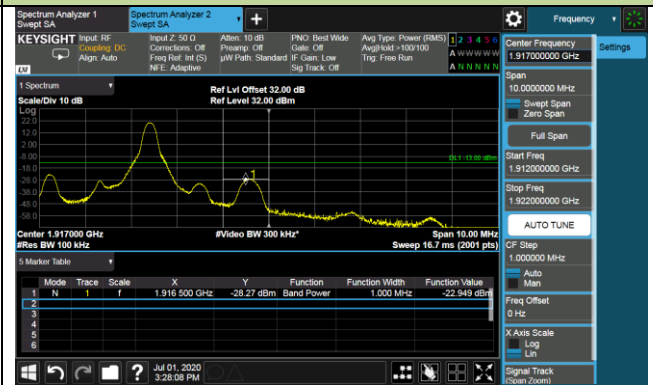 Spectrum Analyzer 1
Swept SA
Spectrum Analyzer 2
Swept SA
+
Frequency
KEYSIGHT
Input: RF
Coupling: DC
Align: Auto
Input Z: 50 Ω
Corrections: Off
Freq Ref: Int (S)
NFE: Adaptive
Atten: 10 dB
Preamp: Off
µW Path: Standard
PNO: Best Wide
Gate: Off
IF Gain: Low
Sig Track: Off
Avg Type: Power (RMS)
Avg|Hold:>100/100
Trig: Free Run
1 2 3 4 5 6
A W W W W W
A N N N N N
LXI
1 Spectrum
Scale/Div 10 dB
Ref Lvl Offset 32.00 dB
Ref Level 32.00 dBm
Log
22.0
12.0
2.00
-8.00
-18.0
-28.0
-38.0
-48.0
-58.0
DL1 -13.00 dBm
1
Center 1.917000 GHz
#Res BW 100 kHz
#Video BW 300 kHz*
Span 10.00 MHz
Sweep 16.7 ms (2001 pts)
5 Marker Table
Mode Trace Scale X Y Function Function Width Function Value
1 N 1 f 1.916 500 GHz -28.27 dBm Band Power 1.000 MHz -22.949 dBm
2
3
4
5
6
Jul 01, 2020
3:28:08 PM
?
Center Frequency
1.917000000 GHz
Settings
Span
10.0000000 MHz
Swept Span
Zero Span
Full Span
Start Freq
1.912000000 GHz
Stop Freq
1.922000000 GHz
AUTO TUNE
CF Step
1.000000 MHz
Auto
Man
Freq Offset
0 Hz
X Axis Scale
Log
Lin
Signal Track
(Span Zoom)